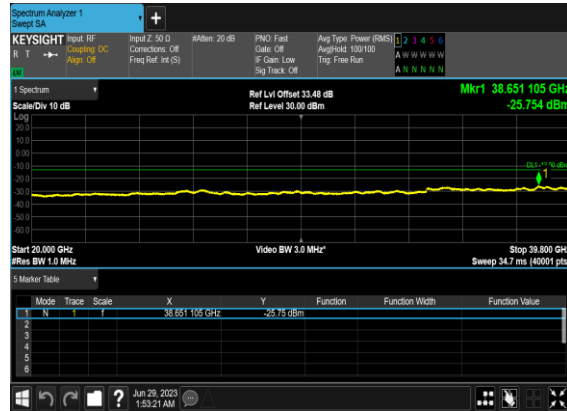 Spectrum Analyzer 1
Swept SA
KEYSIGHT Input: RF Input Z: 50 Ω #Atten: 20 dB PNO: Fast Avg Type: Power (RMS) 1 2 3 4 5 6
R T Coupling: DC Corrections: Off Gate: Off Avg|Hold: 100/100 A W W W W W
Align: Off Freq Ref: Int (S) IF Gain: Low Trig: Free Run
Sig Track: Off A N N N N N
1 Spectrum Ref Lvl Offset 33.48 dB Mkr1 38.651 105 GHz
Scale/Div 10 dB Ref Level 30.00 dBm -25.754 dBm
Log
20.0
10.0
0.00
-10.0
-20.0
-30.0
-40.0
-50.0
-60.0
1
Start 20.000 GHz Video BW 3.0 MHz* Stop 39.800 GHz
#Res BW 1.0 MHz Sweep 34.7 ms (40001 pts)
5 Marker Table
Mode Trace Scale X Y Function Function Width Function Value
1 N 1 f 38.651 105 GHz -25.75 dBm
2
3
4
5
6
Jun 29, 2023
1:53:21 AM